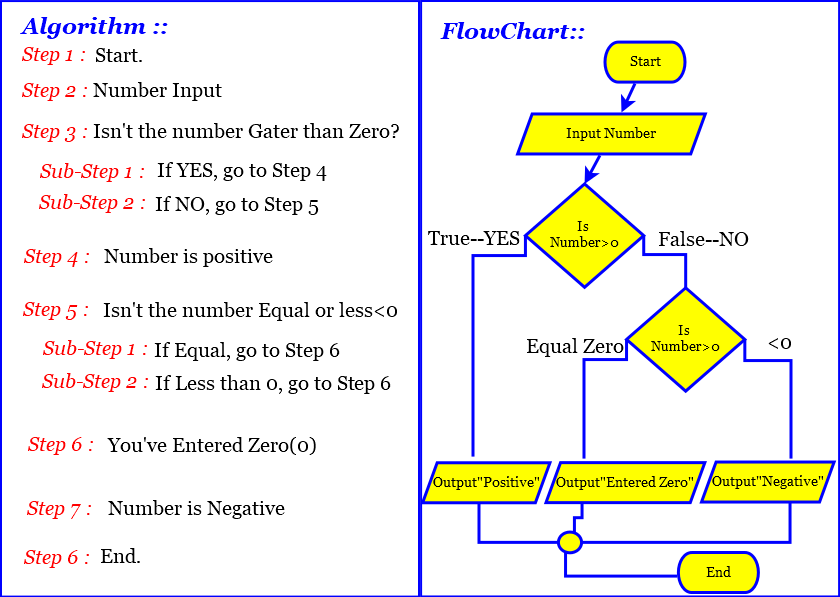 Algorithm ::
Step 1 : Start.
Step 2 : Number Input
Step 3 : Isn't the number Gater than Zero?
Sub-Step 1 : If YES, go to Step 4
Sub-Step 2 : If NO, go to Step 5
Step 4 : Number is positive
Step 5 : Isn't the number Equal or less<0
Sub-Step 1 : If Equal, go to Step 6
Sub-Step 2 : If Less than 0, go to Step 6
Step 6 : You've Entered Zero(0)
Step 7 : Number is Negative
Step 6 : End.
FlowChart::
Start
Input Number
Is
Number>0
True--YES
False--NO
Is
Number>0
Equal Zero
<0
Output"Positive"
Output"Entered Zero"
Output"Negative"
End